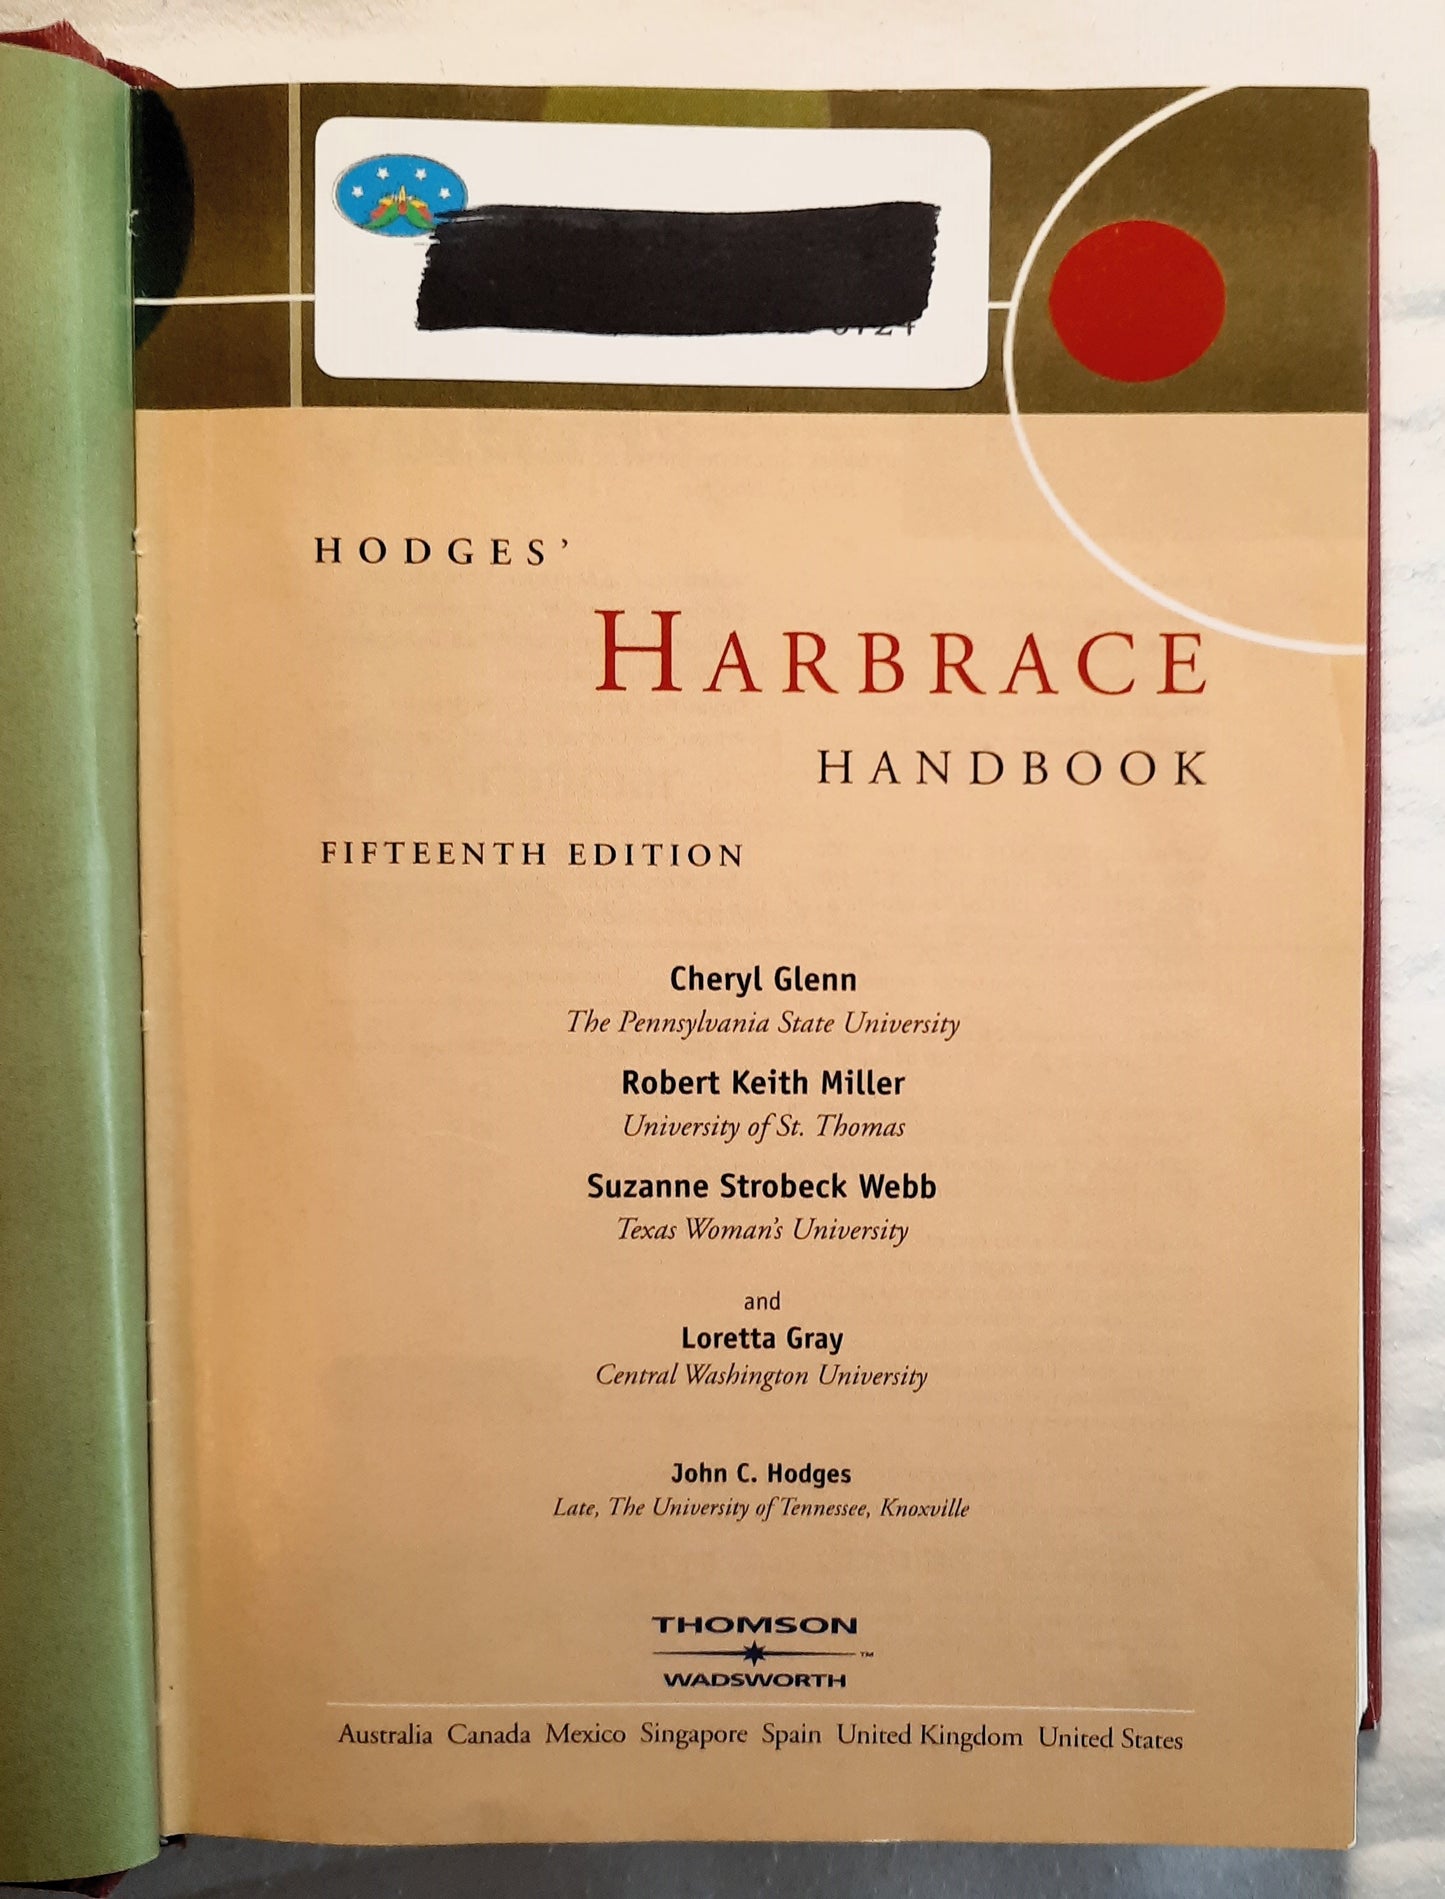 HODGES’
HARBRACE
HANDBOOK
FIFTEENTH EDITION
Cheryl Glenn
The Pennsylvania State University
Robert Keith Miller
University of St. Thomas
Suzanne Strobeck Webb
Texas Woman’s University
and
Loretta Gray
Central Washington University
John C. Hodges
Late, The University of Tennessee, Knoxville
THOMSON
™
WADSWORTH
Australia Canada Mexico Singapore Spain United Kingdom United States